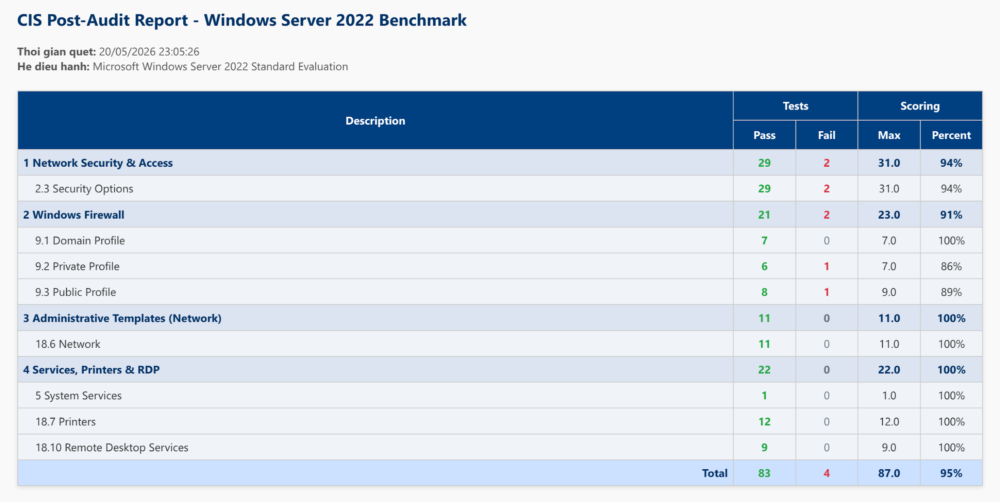 CIS Post-Audit Report - Windows Server 2022 Benchmark
Thoi gian quet: 20/05/2026 23:05:26
He dieu hanh: Microsoft Windows Server 2022 Standard Evaluation
Description Tests Scoring
Pass Fail Max Percent
1 Network Security & Access 29 2 31.0 94%
2.3 Security Options 29 2 31.0 94%
2 Windows Firewall 21 2 23.0 91%
9.1 Domain Profile 7 0 7.0 100%
9.2 Private Profile 6 1 7.0 86%
9.3 Public Profile 8 1 9.0 89%
3 Administrative Templates (Network) 11 0 11.0 100%
18.6 Network 11 0 11.0 100%
4 Services, Printers & RDP 22 0 22.0 100%
5 System Services 1 0 1.0 100%
18.7 Printers 12 0 12.0 100%
18.10 Remote Desktop Services 9 0 9.0 100%
Total 83 4 87.0 95%